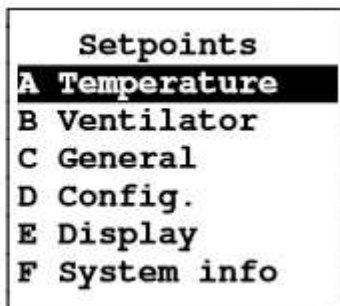 Setpoints
A Temperature
B Ventilator
C General
D Config.
E Display
F System info